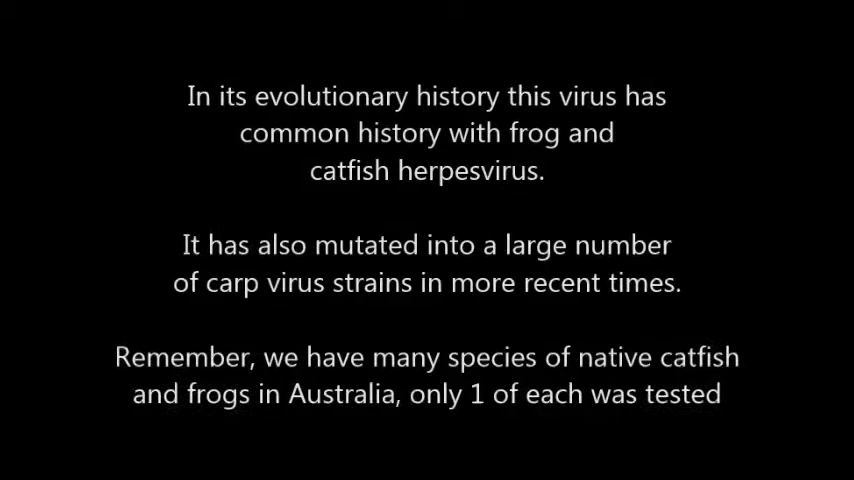 In its evolutionary history this virus has
common history with frog and
catfish herpesvirus.
It has also mutated into a large number
of carp virus strains in more recent times.
Remember, we have many species of native catfish
and frogs in Australia, only 1 of each was tested